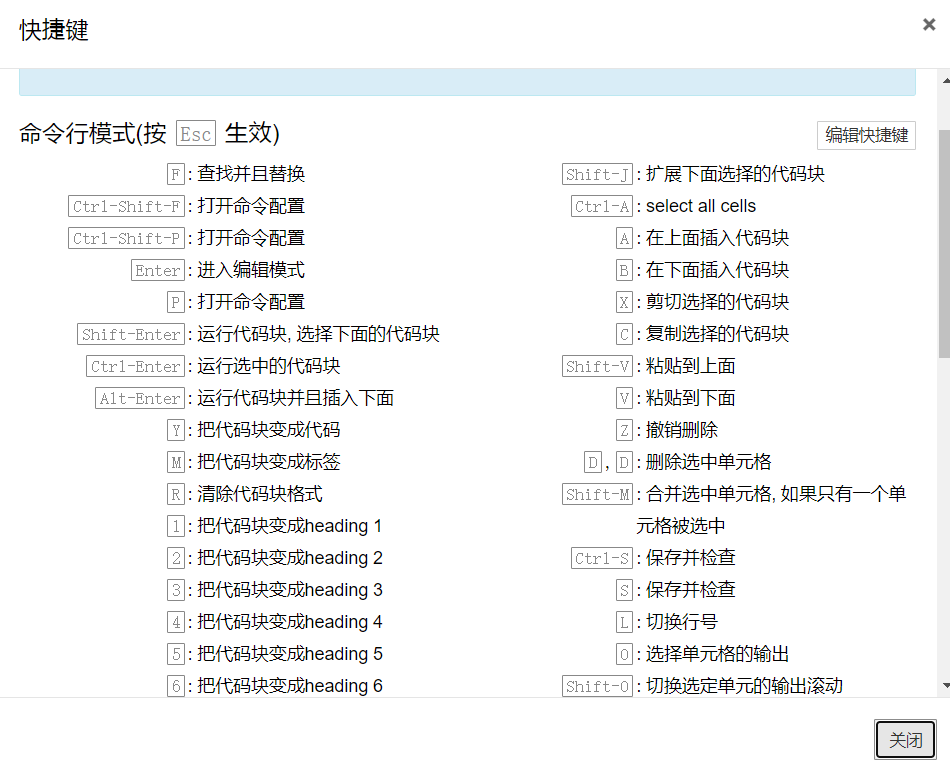 快捷键
×
命令行模式(按 Esc 生效)
编辑快捷键
F : 查找并且替换
Ctrl-Shift-F : 打开命令配置
Ctrl-Shift-P : 打开命令配置
Enter : 进入编辑模式
P : 打开命令配置
Shift-Enter : 运行代码块, 选择下面的代码块
Ctrl-Enter : 运行选中的代码块
Alt-Enter : 运行代码块并且插入下面
Y : 把代码块变成代码
M : 把代码块变成标签
R : 清除代码块格式
1 : 把代码块变成heading 1
2 : 把代码块变成heading 2
3 : 把代码块变成heading 3
4 : 把代码块变成heading 4
5 : 把代码块变成heading 5
6 : 把代码块变成heading 6
Shift-J : 扩展下面选择的代码块
Ctrl-A : select all cells
A : 在上面插入代码块
B : 在下面插入代码块
X : 剪切选择的代码块
C : 复制选择的代码块
Shift-V : 粘贴到上面
V : 粘贴到下面
Z : 撤销删除
D , D : 删除选中单元格
Shift-M : 合并选中单元格, 如果只有一个单
元格被选中
Ctrl-S : 保存并检查
S : 保存并检查
L : 切换行号
O : 选择单元格的输出
Shift-O : 切换选定单元的输出滚动
关闭